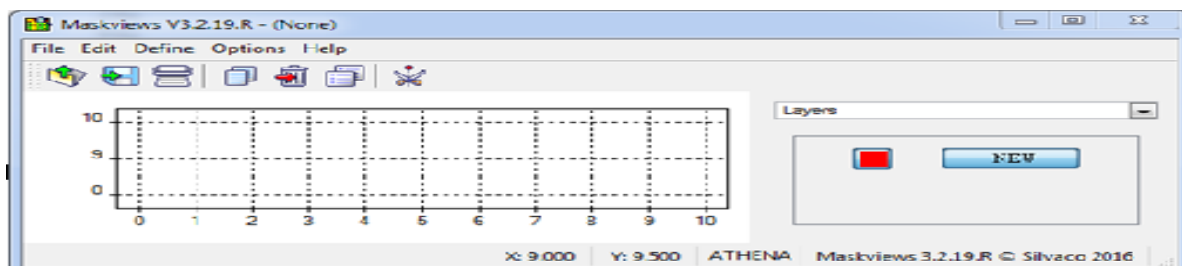 Maskviews V3.2.19.R - (None)
File Edit Define Options Help
Layers
10
9
0
NEW
0 1 2 3 4 5 6 7 8 9 10
X: 9.000 Y: 9.500 ATHENA Maskviews 3.2.19.R © Silvaco 2016